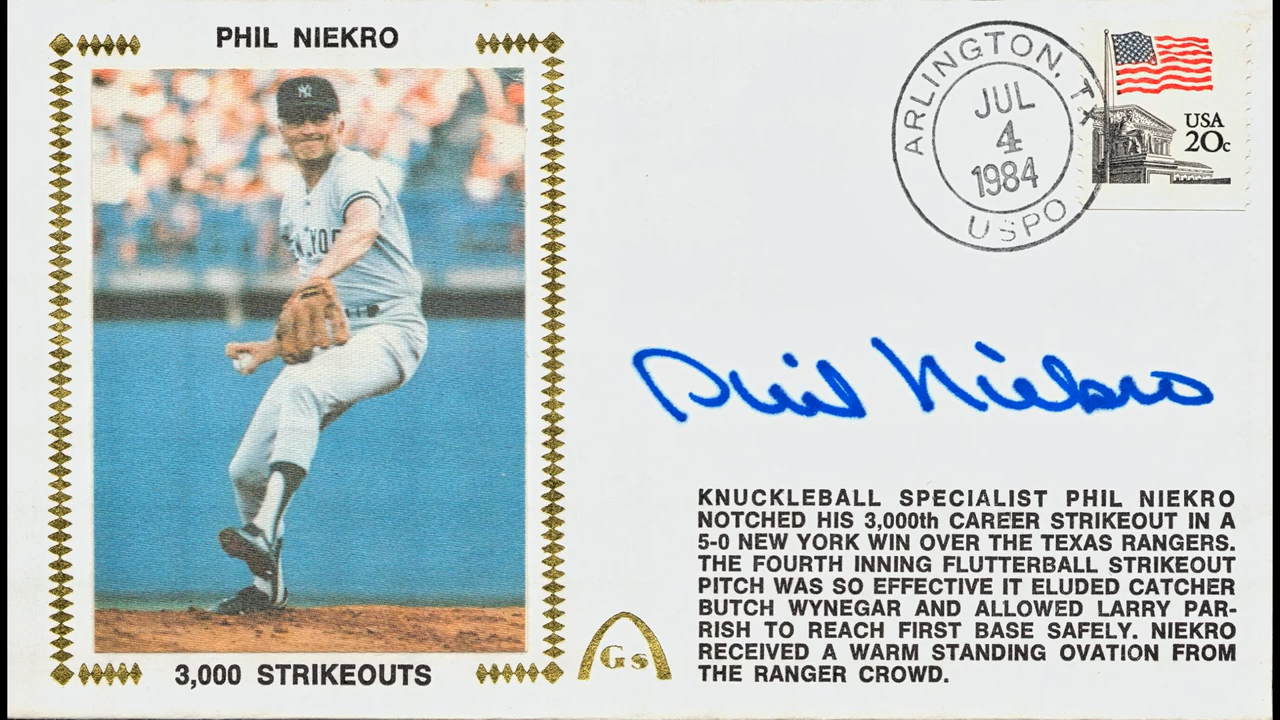 PHIL NIEKRO
NY
NEW YORK
3,000 STRIKEOUTS
ARLINGTON, TX
JUL
4
1984
USPO
USA
20c
Phil Niekro
KNUCKLEBALL SPECIALIST PHIL NIEKRO
NOTCHED HIS 3,000th CAREER STRIKEOUT IN A
5-0 NEW YORK WIN OVER THE TEXAS RANGERS.
THE FOURTH INNING FLUTTERBALL STRIKEOUT
PITCH WAS SO EFFECTIVE IT ELUDED CATCHER
BUTCH WYNEGAR AND ALLOWED LARRY PAR-
RISH TO REACH FIRST BASE SAFELY. NIEKRO
RECEIVED A WARM STANDING OVATION FROM
THE RANGER CROWD.
Gs